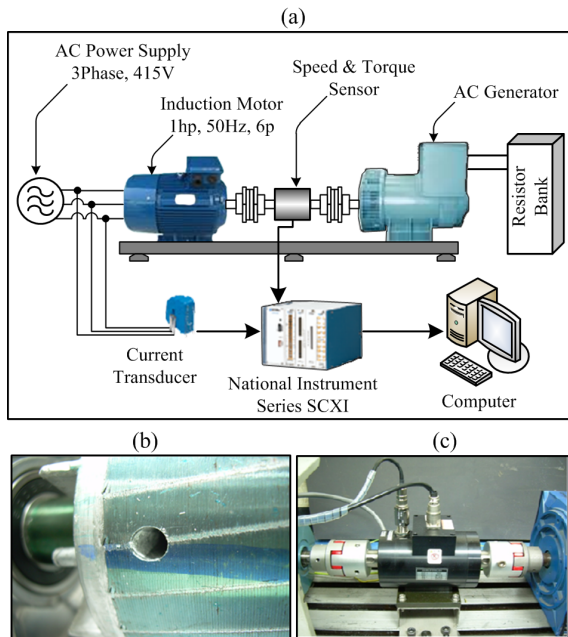 (a)
AC Power Supply
3Phase, 415V
Speed & Torque
Sensor
Induction Motor
1hp, 50Hz, 6p
AC Generator
Resistor
Bank
Current
Transducer
National Instrument
Series SCXI
Computer
(b)
(c)